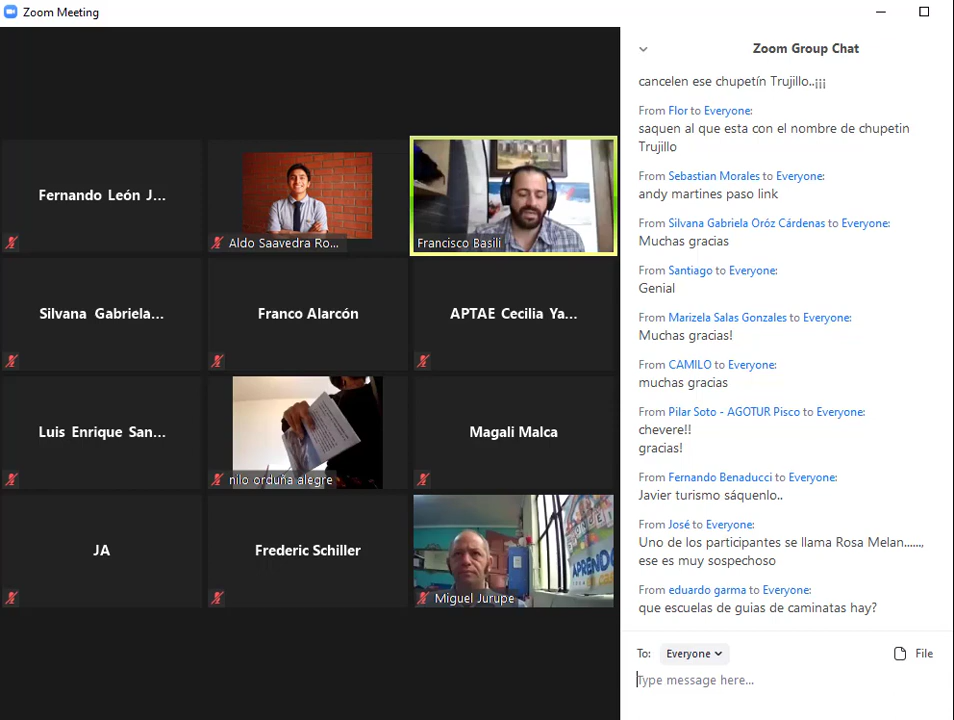 Zoom Meeting
Fernando León J...
Aldo Saavedra Ro...
Francisco Basili
Silvana Gabriela...
Franco Alarcón
APTAE Cecilia Ya...
Luis Enrique San...
nilo orduña alegre
Magali Malca
JA
Frederic Schiller
APRENDO
Miguel Jurupe
Zoom Group Chat
cancelen ese chupetín Trujillo..¡¡¡
From Flor to Everyone:
saquen al que esta con el nombre de chupetin
Trujillo
From Sebastian Morales to Everyone:
andy martines paso link
From Silvana Gabriela Oróz Cárdenas to Everyone:
Muchas gracias
From Santiago to Everyone:
Genial
From Marizela Salas Gonzales to Everyone:
Muchas gracias!
From CAMILO to Everyone:
muchas gracias
From Pilar Soto - AGOTUR Pisco to Everyone:
chevere!!
gracias!
From Fernando Benaducci to Everyone:
Javier turismo sáquenlo..
From José to Everyone:
Uno de los participantes se llama Rosa Melan......,
ese es muy sospechoso
From eduardo garma to Everyone:
que escuelas de guias de caminatas hay?
To: Everyone
File
Type message here...